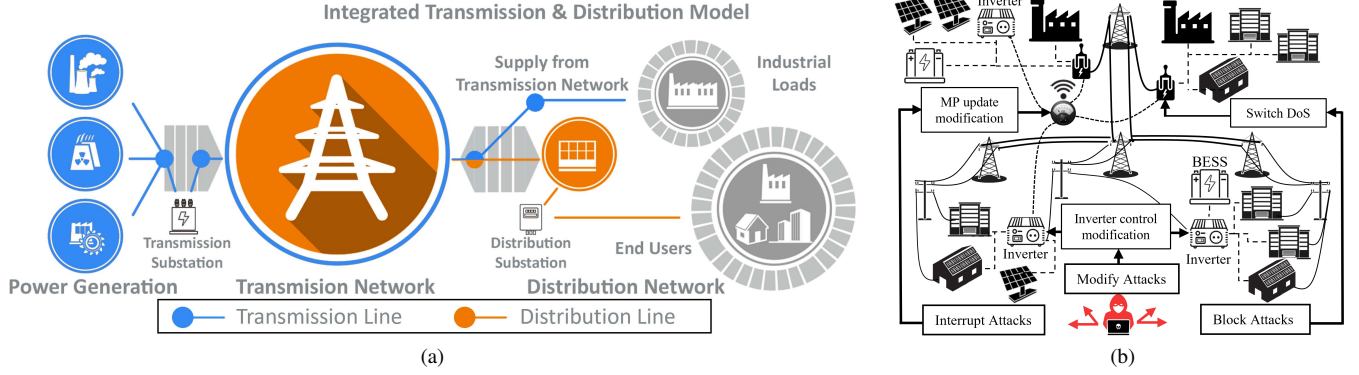 Integrated Transmission & Distribution Model
Supply from
Transmission Network
Industrial
Loads
Transmission
Substation
Distribution
Substation
End Users
Power Generation
Transmision Network
Distribution Network
Transmission Line
Distribution Line
(a)
Inverter
MP update
modification
Switch DoS
BESS
Inverter control
modification
Inverter
Inverter
Modify Attacks
Interrupt Attacks
Block Attacks
(b)